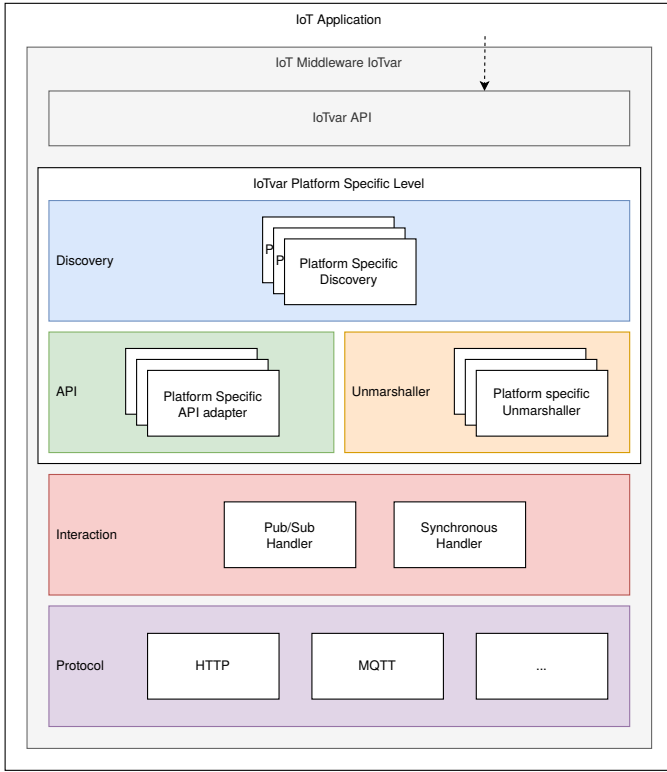 IoT Application
IoT Middleware IoTvar
IoTvar API
IoTvar Platform Specific Level
Discovery
P
P
Platform Specific
Discovery
API
Platform Specific
API adapter
Unmarshaller
Platform specific
Unmarshaller
Interaction
Pub/Sub
Handler
Synchronous
Handler
Protocol
HTTP
MQTT
...